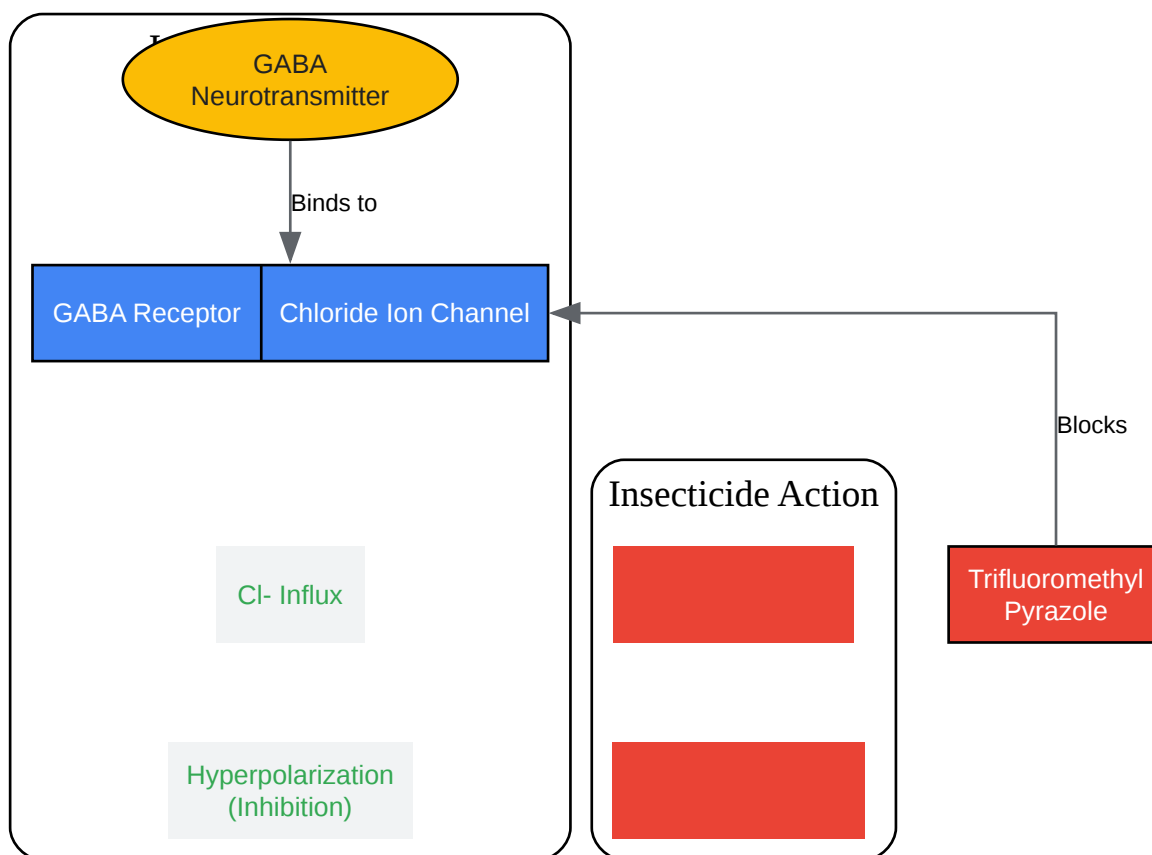 GABA
Neurotransmitter
Binds to
GABA Receptor
Chloride Ion Channel
Blocks
Insecticide Action
Cl- Influx
Trifluoromethyl
Pyrazole
Hyperpolarization
(Inhibition)